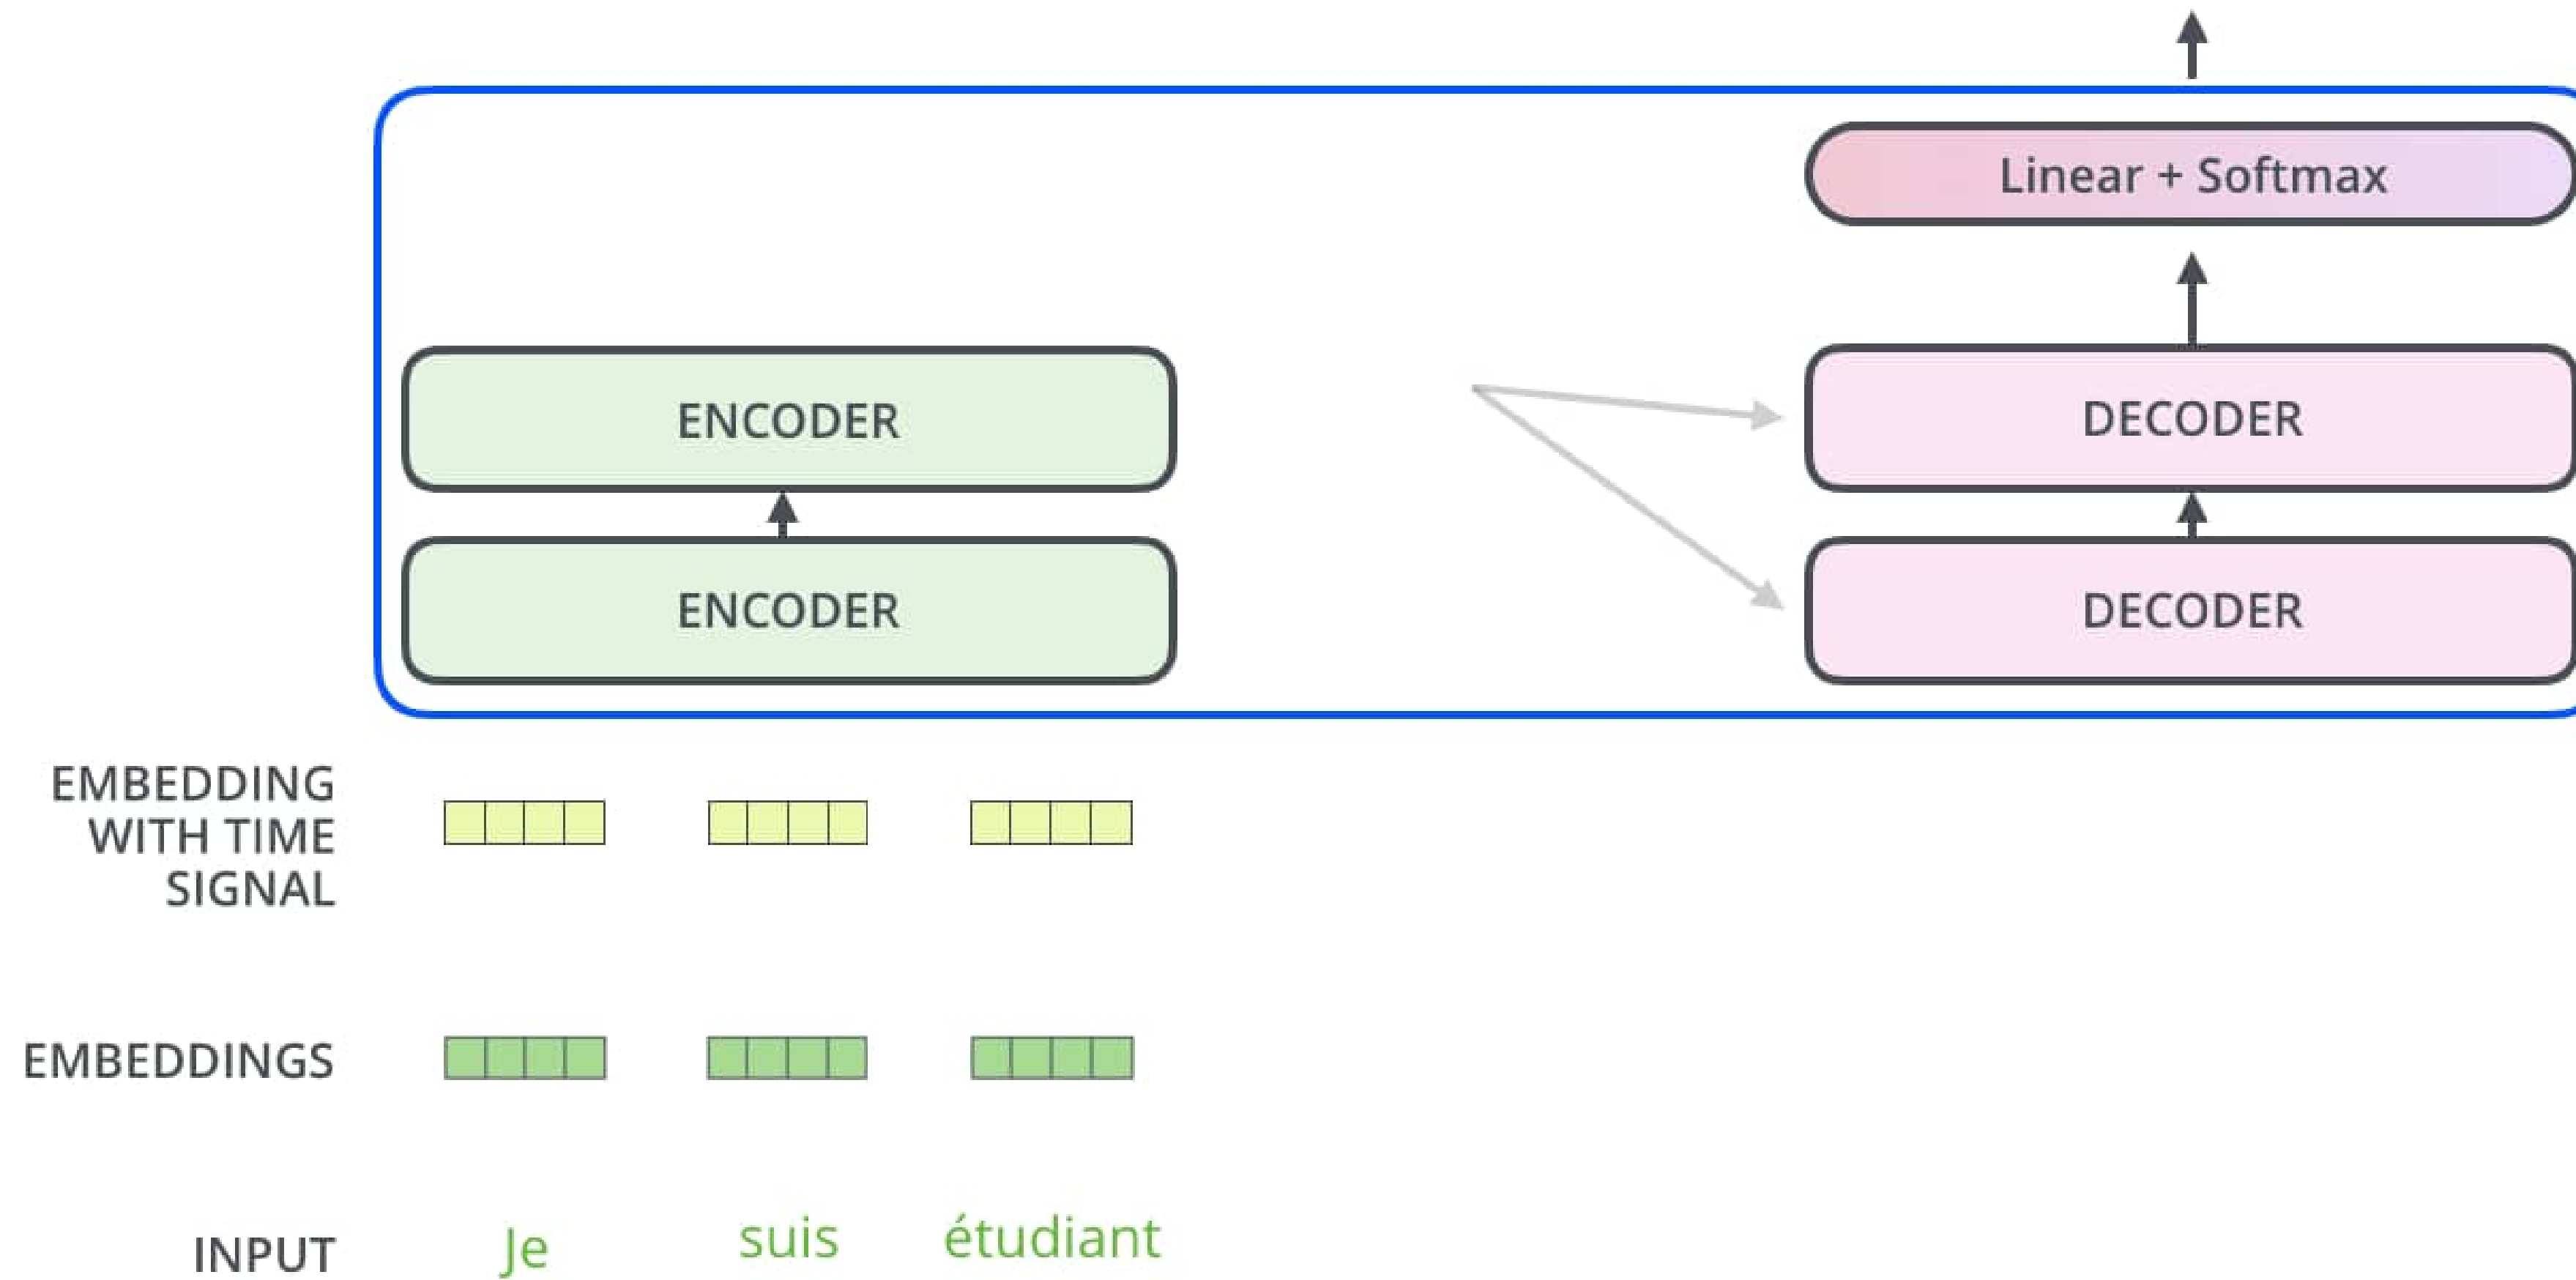 Linear + Softmax
ENCODER
DECODER
ENCODER
DECODER
EMBEDDING
WITH TIME
SIGNAL
EMBEDDINGS
INPUT Je suis étudiant